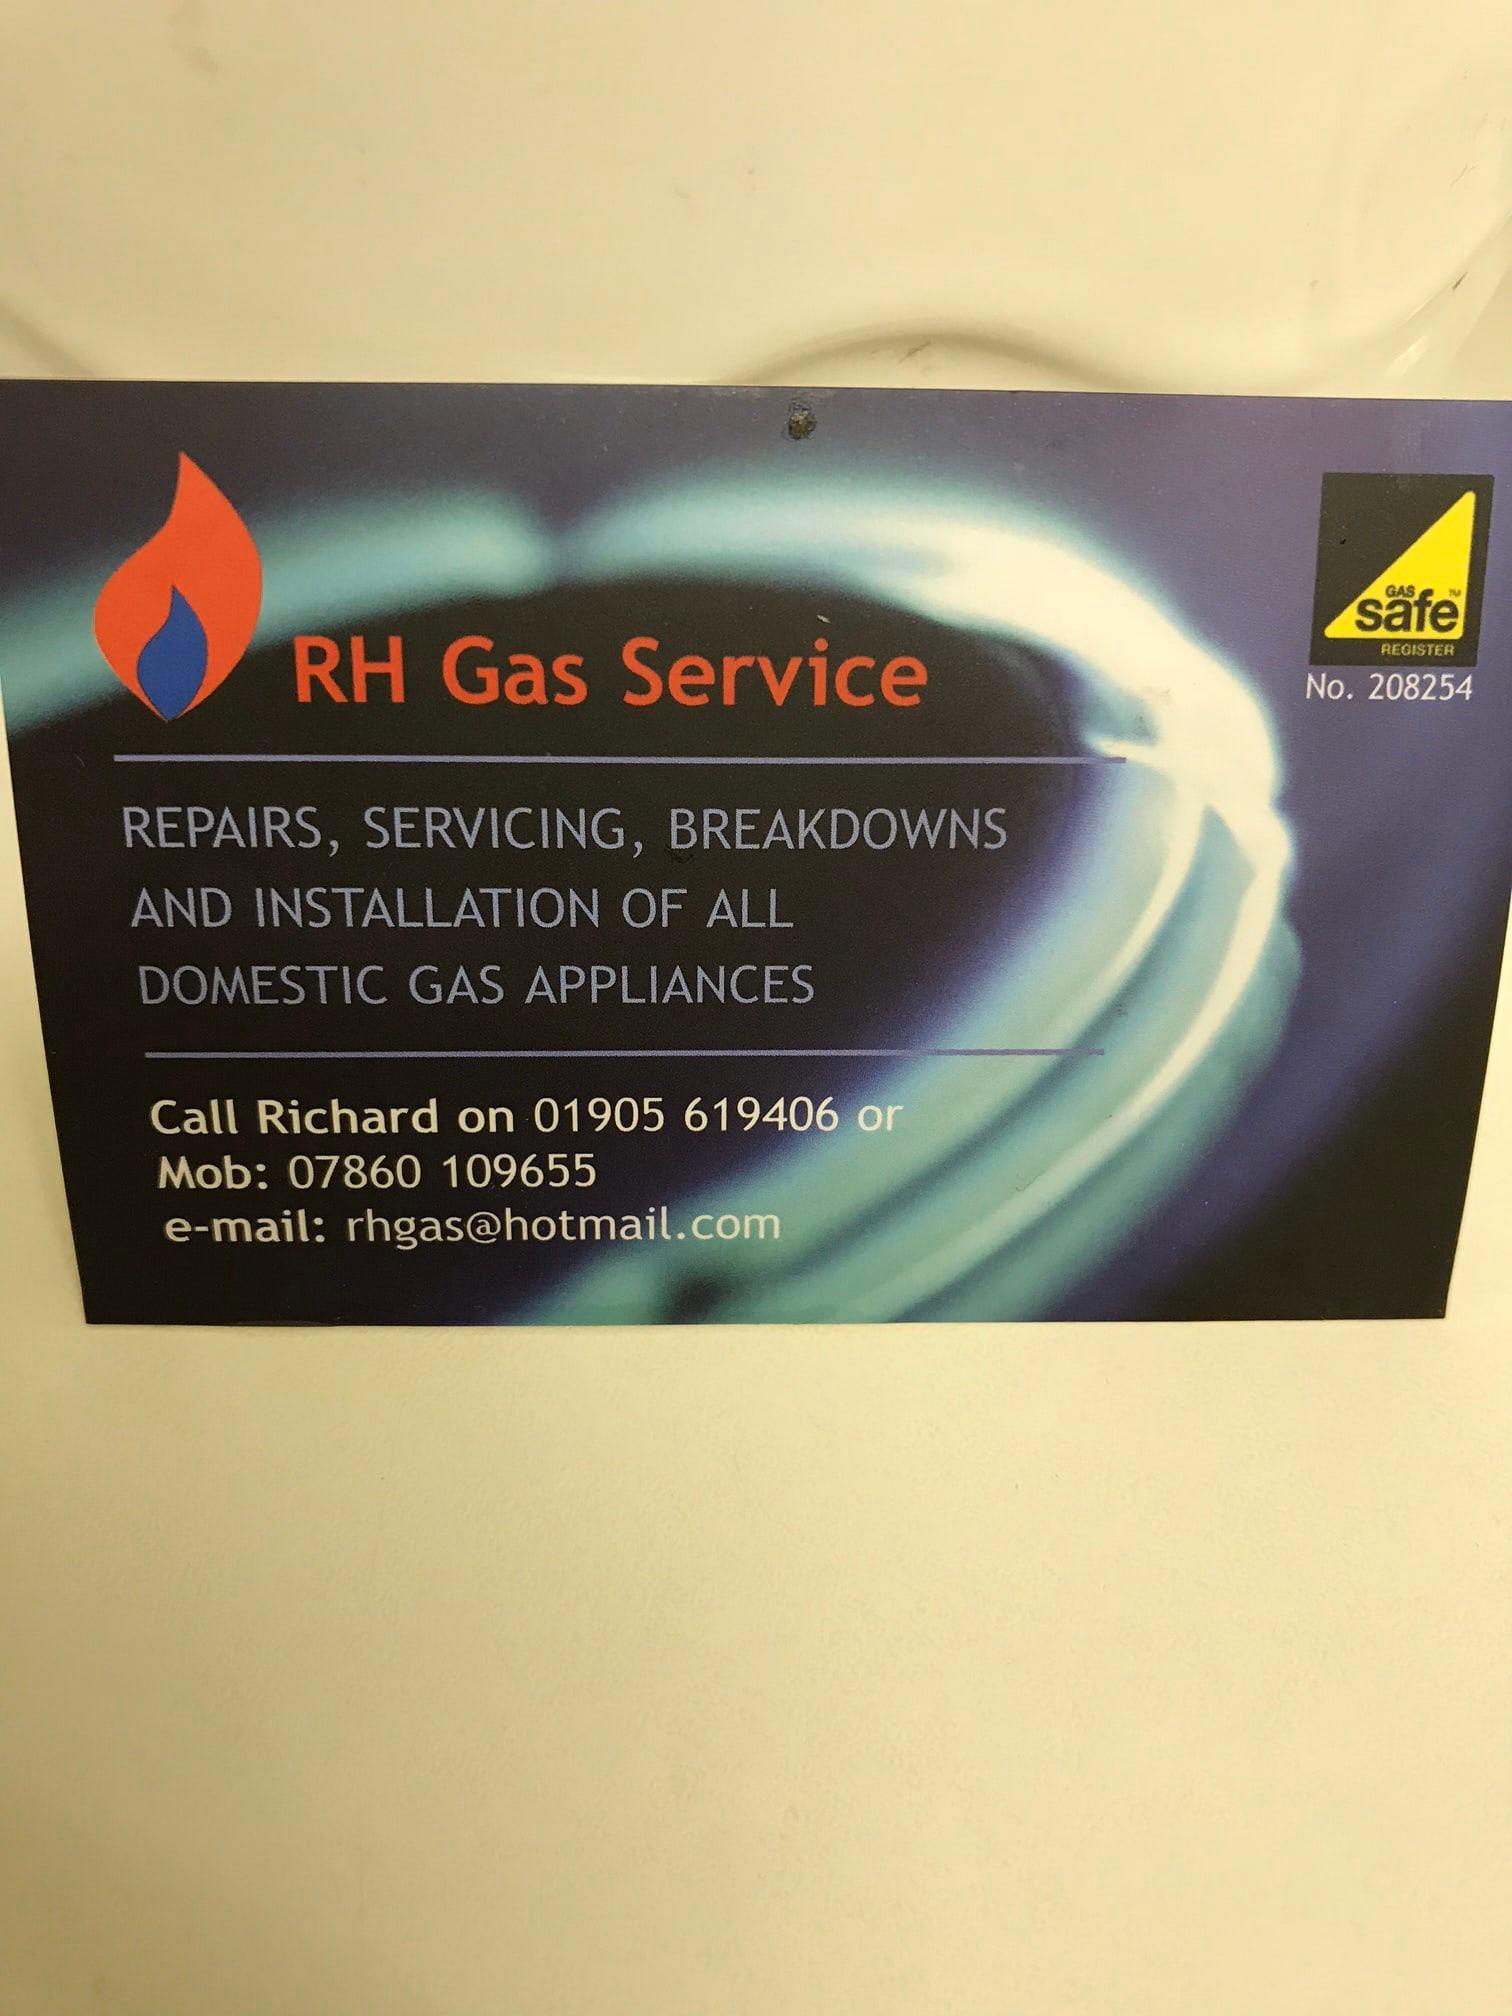 GAS
safe™
REGISTER
No. 208254
RH Gas Service
REPAIRS, SERVICING, BREAKDOWNS
AND INSTALLATION OF ALL
DOMESTIC GAS APPLIANCES
Call Richard on 01905 619406 or
Mob: 07860 109655
e-mail: rhgas@hotmail.com